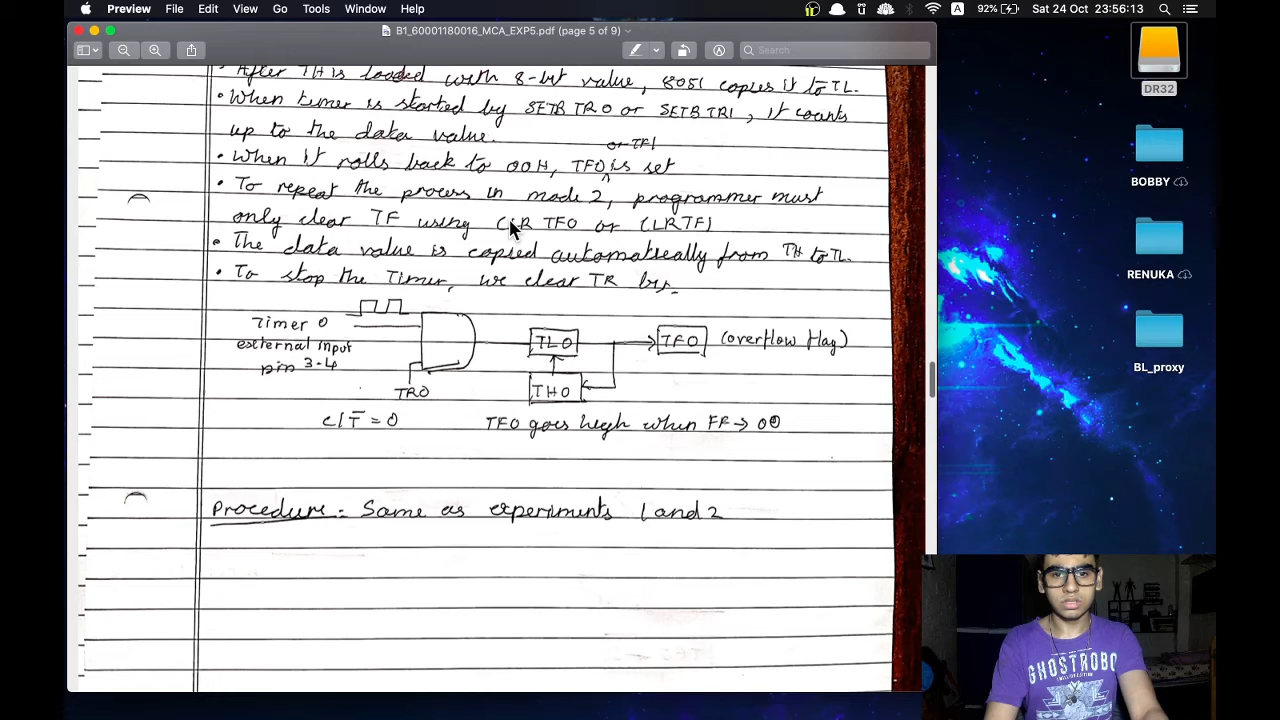 Preview File Edit View Go Tools Window Help 92% Sat 24 Oct 23:56:13
B1_60001180016_MCA_EXP5.pdf (page 5 of 9)
Search
• After TH is loaded with 8-bit value, 8051 copies it to TL.
• When timer is started by SETB TR0 or SETB TR1, it counts
up to the data value.
or TF1
• When it rolls back to 00H, TF0 is set
• To repeat the process in mode 2, programmer must
only clear TF using CLR TF0 or CLR TF1
• The data value is copied automatically from TH to TL.
• To stop the Timer, we clear TR by
Timer 0
external input
pin 3.4
TR0
TL0
TH0
TF0 (overflow flag)
C/T̅ = 0
TF0 goes high when FF → 00
Procedure: Same as experiments 1 and 2
DR32
BOBBY
RENUKA
BL_proxy
GHOSTROBO